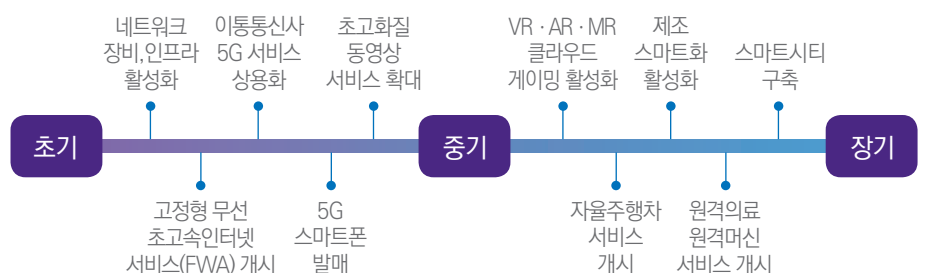 네트워크
장비,인프라
활성화
이통통신사
5G 서비스
상용화
초고화질
동영상
서비스 확대
VR · AR · MR
클라우드
게이밍 활성화
제조
스마트화
활성화
스마트시티
구축
초기
중기
장기
고정형 무선
초고속인터넷
서비스(FWA) 개시
5G
스마트폰
발매
자율주행차
서비스
개시
원격의료
원격머신
서비스 개시